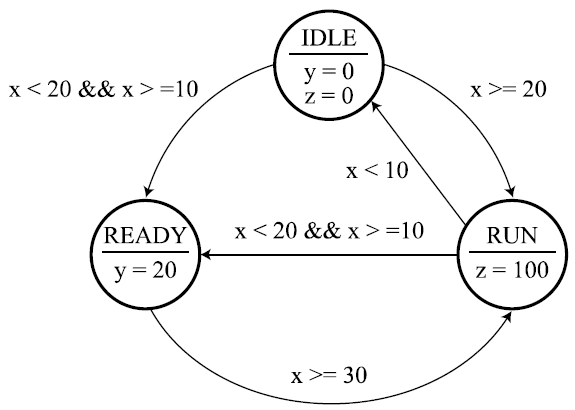 IDLE
y = 0
z = 0
x < 20 && x > =10
x >= 20
x < 10
READY
y = 20
x < 20 && x > =10
RUN
z = 100
x >= 30